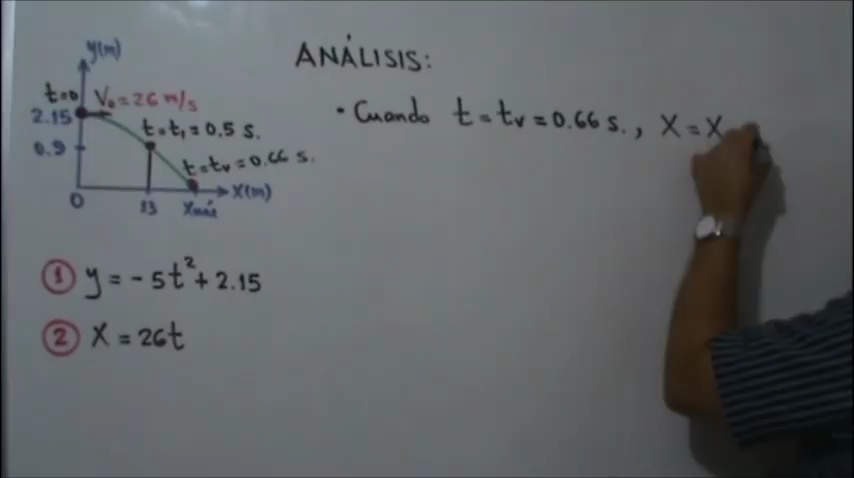 ANÁLISIS:
• Cuando t = tv = 0.66 s., X = X
y(m)
t=0
V₀ = 26 m/s
2.15
t = t₁ = 0.5 s.
0.9
t = tv = 0.66 s.
X(m)
0
13
Xmáx
① y = - 5t² + 2.15
② X = 26t